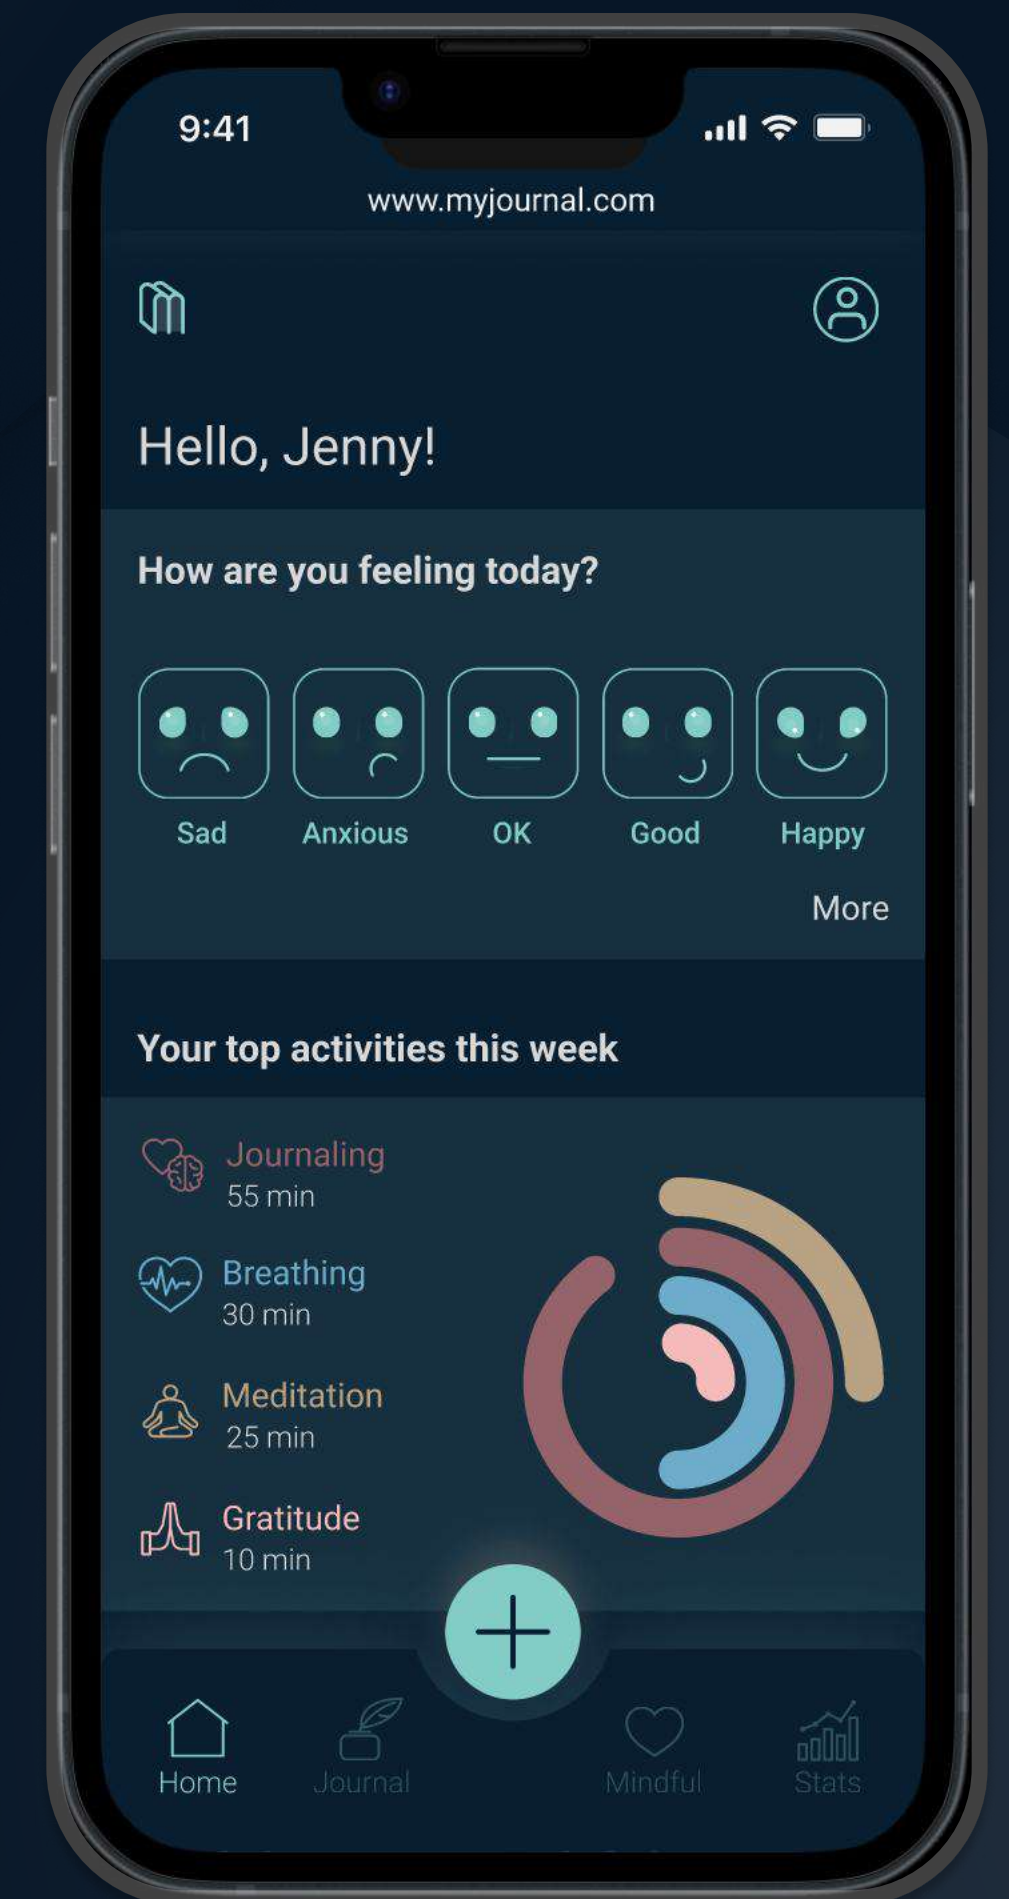 9:41
www.myjournal.com
Hello, Jenny!
How are you feeling today?
Sad Anxious OK Good Happy
More
Your top activities this week
Journaling
55 min
Breathing
30 min
Meditation
25 min
Gratitude
10 min
Home Journal Mindful Stats